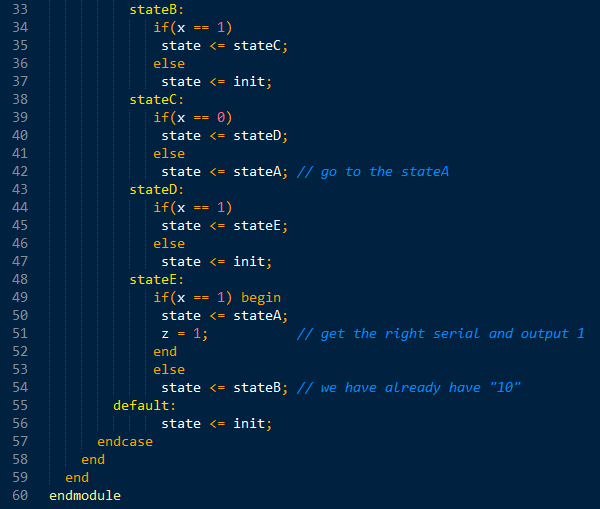 33 stateB:
34 if(x == 1)
35 state <= stateC;
36 else
37 state <= init;
38 stateC:
39 if(x == 0)
40 state <= stateD;
41 else
42 state <= stateA; // go to the stateA
43 stateD:
44 if(x == 1)
45 state <= stateE;
46 else
47 state <= init;
48 stateE:
49 if(x == 1) begin
50 state <= stateA;
51 z = 1; // get the right serial and output 1
52 end
53 else
54 state <= stateB; // we have already have "10"
55 default:
56 state <= init;
57 endcase
58 end
59 end
60 endmodule